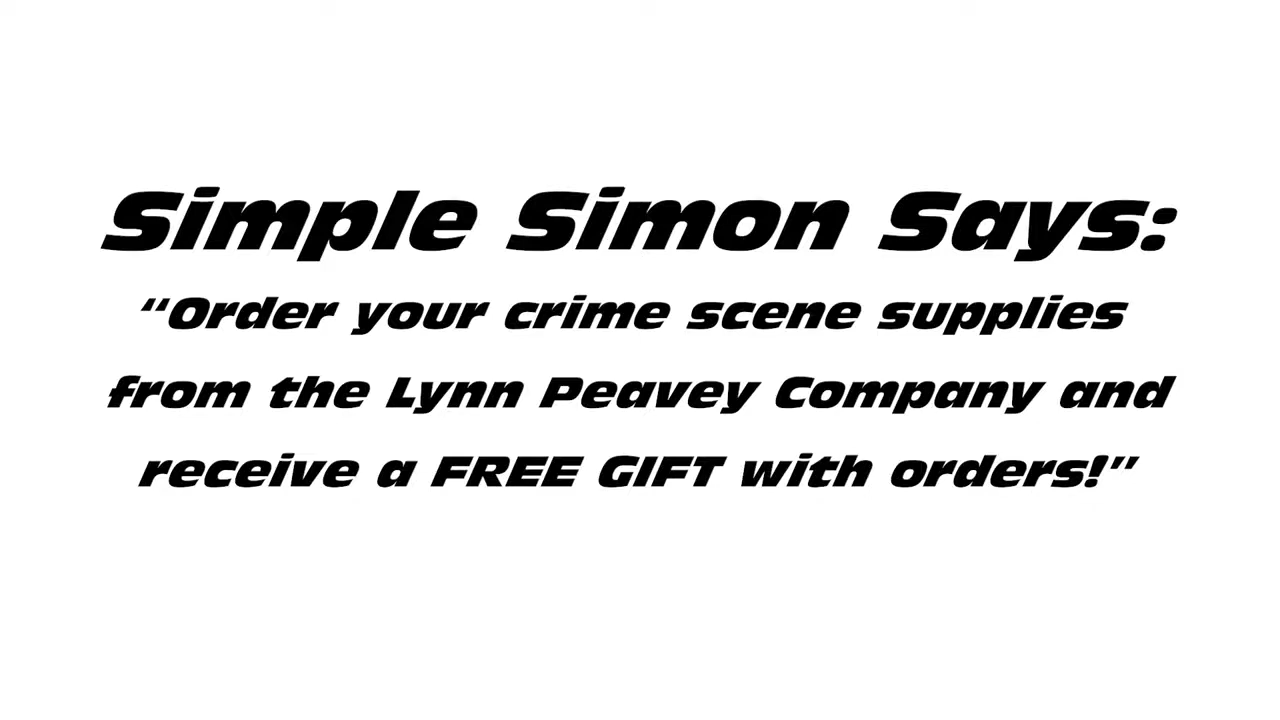 Simple Simon Says:
“Order your crime scene supplies
from the Lynn Peavey Company and
receive a FREE GIFT with orders!”